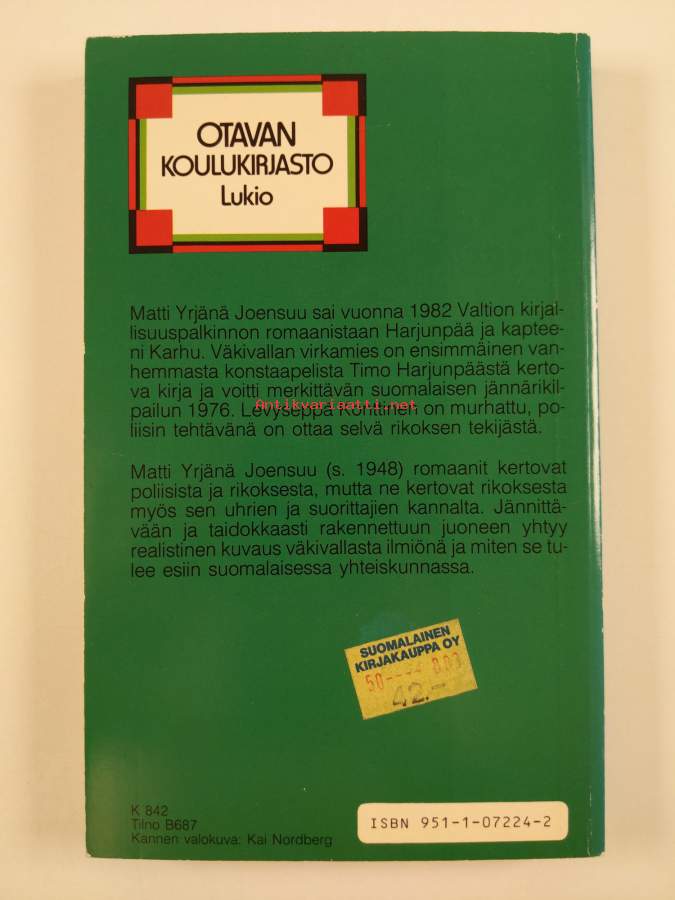 OTAVAN
KOULUKIRJASTO
Lukio
Matti Yrjänä Joensuu sai vuonna 1982 Valtion kirjal-
lisuuspalkinnon romaanistaan Harjunpää ja kaptee-
ni Karhu. Väkivallan virkamies on ensimmäinen van-
hemmasta konstaapelista Timo Harjunpäästä kerto-
va kirja ja voitti merkittävän suomalaisen jännärikil-
pailun 1976. Levyseppä Konttinen on murhattu, po-
Antikvariaatti.net
liisin tehtävänä on ottaa selvä rikoksen tekijästä.
Matti Yrjänä Joensuu (s. 1948) romaanit kertovat
poliisista ja rikoksesta, mutta ne kertovat rikoksesta
myös sen uhrien ja suorittajien kannalta. Jännittä-
vään ja taidokkaasti rakennettuun juoneen yhtyy
realistinen kuvaus väkivallasta ilmiönä ja miten se tu-
lee esiin suomalaisessa yhteiskunnassa.
SUOMALAINEN
KIRJAKAUPPA OY
50
42.-
K 842
Tilno B687
Kannen valokuva: Kai Nordberg
ISBN 951-1-07224-2